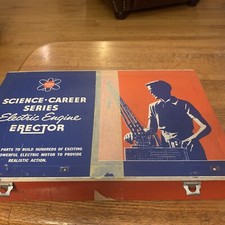 SCIENCE-CAREER
SERIES
Electric Engine
ERECTOR
PARTS TO BUILD HUNDREDS OF EXCITING
POWERFUL ELECTRIC MOTOR TO PROVIDE
REALISTIC ACTION.